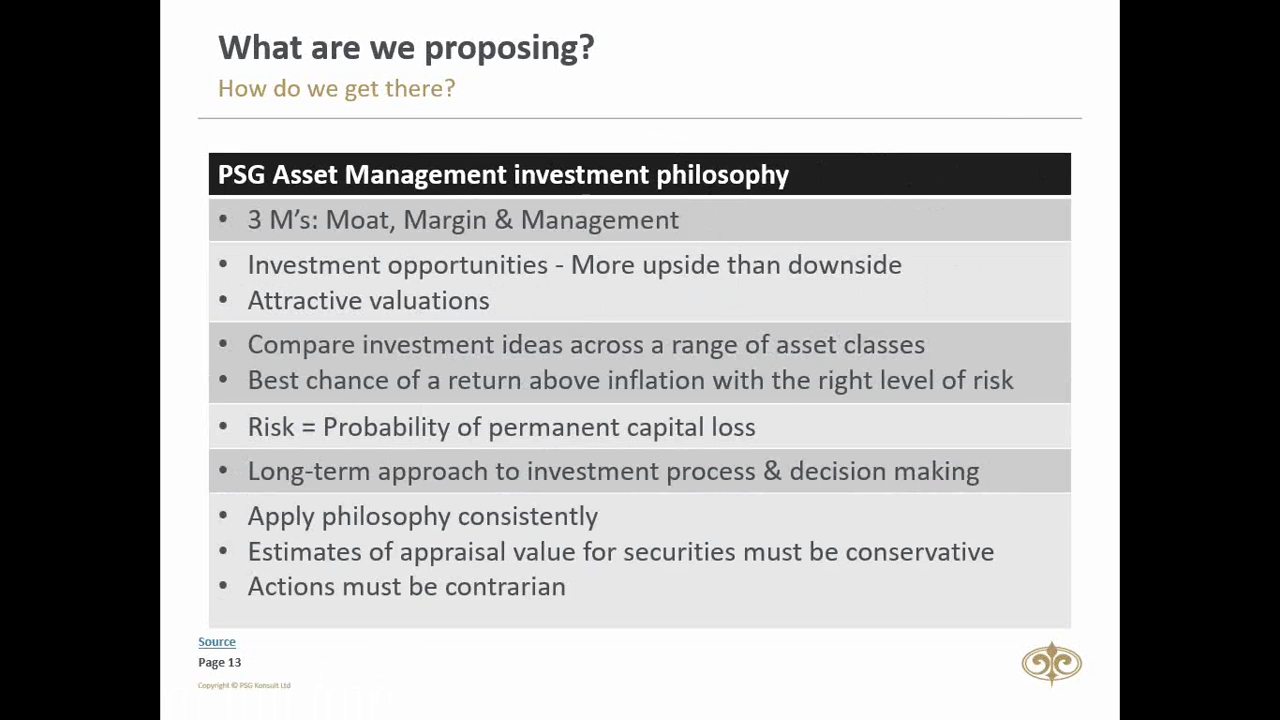 What are we proposing?
How do we get there?
PSG Asset Management investment philosophy
• 3 M's: Moat, Margin & Management
• Investment opportunities - More upside than downside
• Attractive valuations
• Compare investment ideas across a range of asset classes
• Best chance of a return above inflation with the right level of risk
• Risk = Probability of permanent capital loss
• Long-term approach to investment process & decision making
• Apply philosophy consistently
• Estimates of appraisal value for securities must be conservative
• Actions must be contrarian
Source
Page 13
Copyright © PSG Konsult Ltd